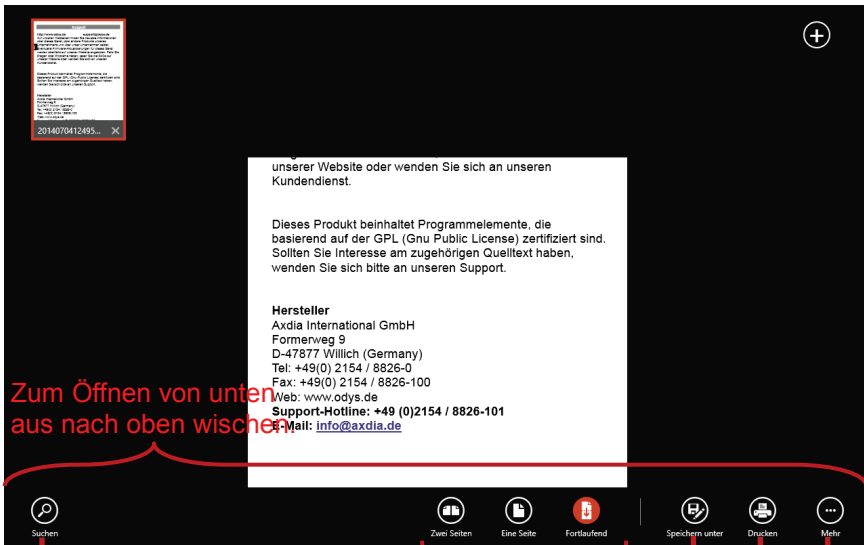 Support
2014070412495...
unserer Website oder wenden Sie sich an unseren
Kundendienst.
Dieses Produkt beinhaltet Programmelemente, die
basierend auf der GPL (Gnu Public License) zertifiziert sind.
Sollten Sie Interesse am zugehörigen Quelltext haben,
wenden Sie sich bitte an unseren Support.
Hersteller
Axdia International GmbH
Formerweg 9
D-47877 Willich (Germany)
Tel: +49(0) 2154 / 8826-0
Fax: +49(0) 2154 / 8826-100
Web: www.odys.de
Support-Hotline: +49 (0)2154 / 8826-101
E-Mail: info@axdia.de
Zum Öffnen von unten
aus nach oben wischen.
Suchen
Zwei Seiten
Eine Seite
Fortlaufend
Speichern unter
Drucken
Mehr